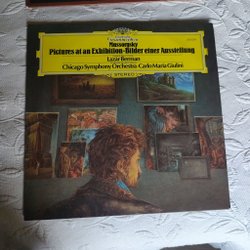 Mussorgsky
Pictures at an Exhibition · Bilder einer Ausstellung
Lazar Berman
Chicago Symphony Orchestra · Carlo Maria Giulini
STEREO